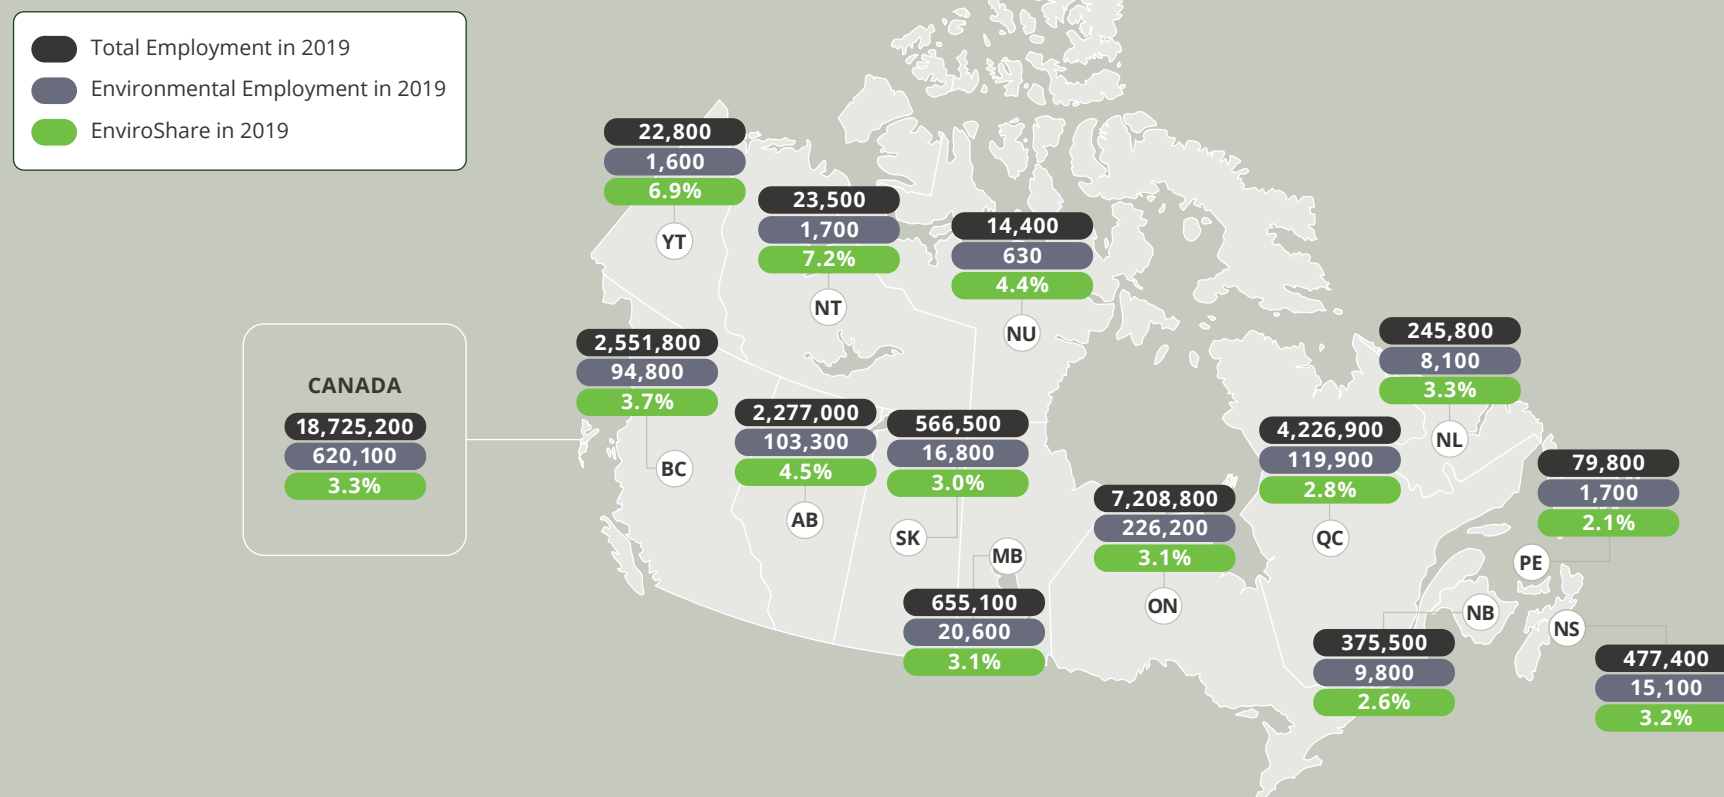 Total Employment in 2019
Environmental Employment in 2019
EnviroShare in 2019
CANADA
18,725,200
620,100
3.3%
22,800
1,600
6.9%
YT
23,500
1,700
7.2%
NT
14,400
630
4.4%
NU
2,551,800
94,800
3.7%
BC
2,277,000
103,300
4.5%
AB
566,500
16,800
3.0%
SK
MB
655,100
20,600
3.1%
7,208,800
226,200
3.1%
ON
4,226,900
119,900
2.8%
QC
245,800
8,100
3.3%
NL
79,800
1,700
2.1%
PE
NB
375,500
9,800
2.6%
NS
477,400
15,100
3.2%